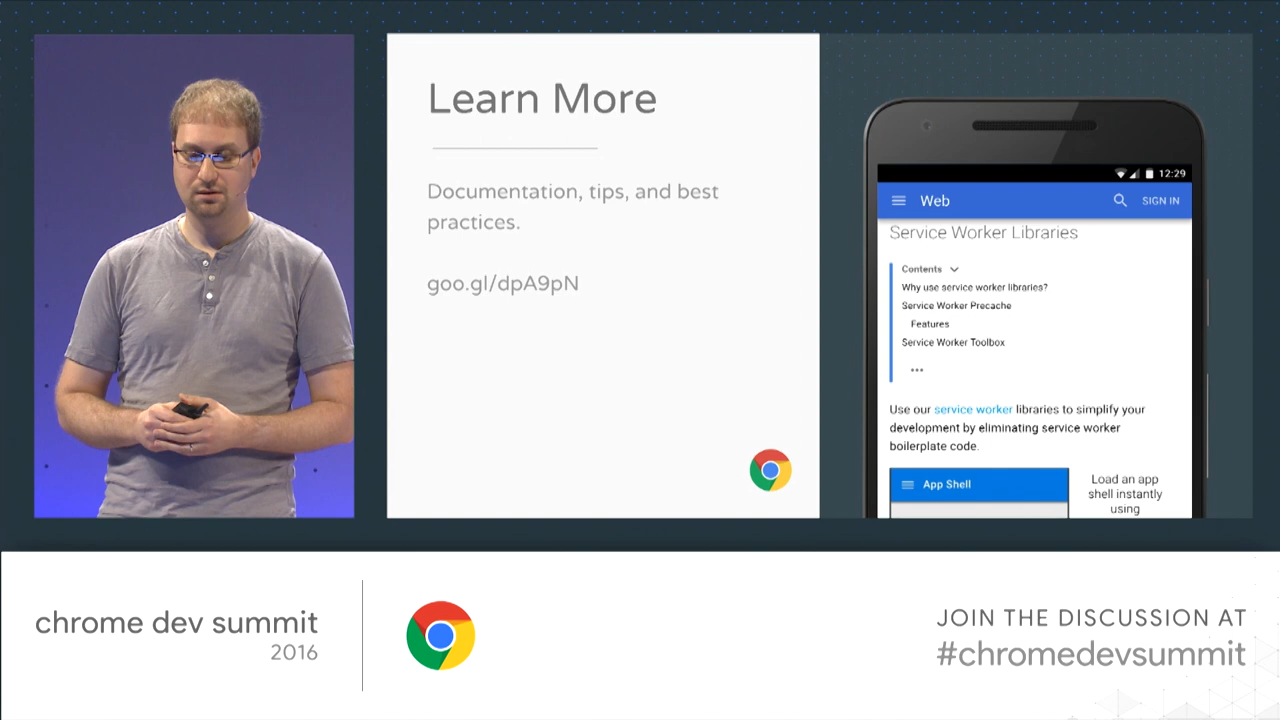 Learn More
Documentation, tips, and best
practices.
goo.gl/dpA9pN
12:29
Web
SIGN IN
Service Worker Libraries
Contents
Why use service worker libraries?
Service Worker Precache
Features
Service Worker Toolbox
•••
Use our service worker libraries to simplify your
development by eliminating service worker
boilerplate code.
App Shell
Load an app
shell instantly
using
chrome dev summit
2016
JOIN THE DISCUSSION AT
#chromedevsummit